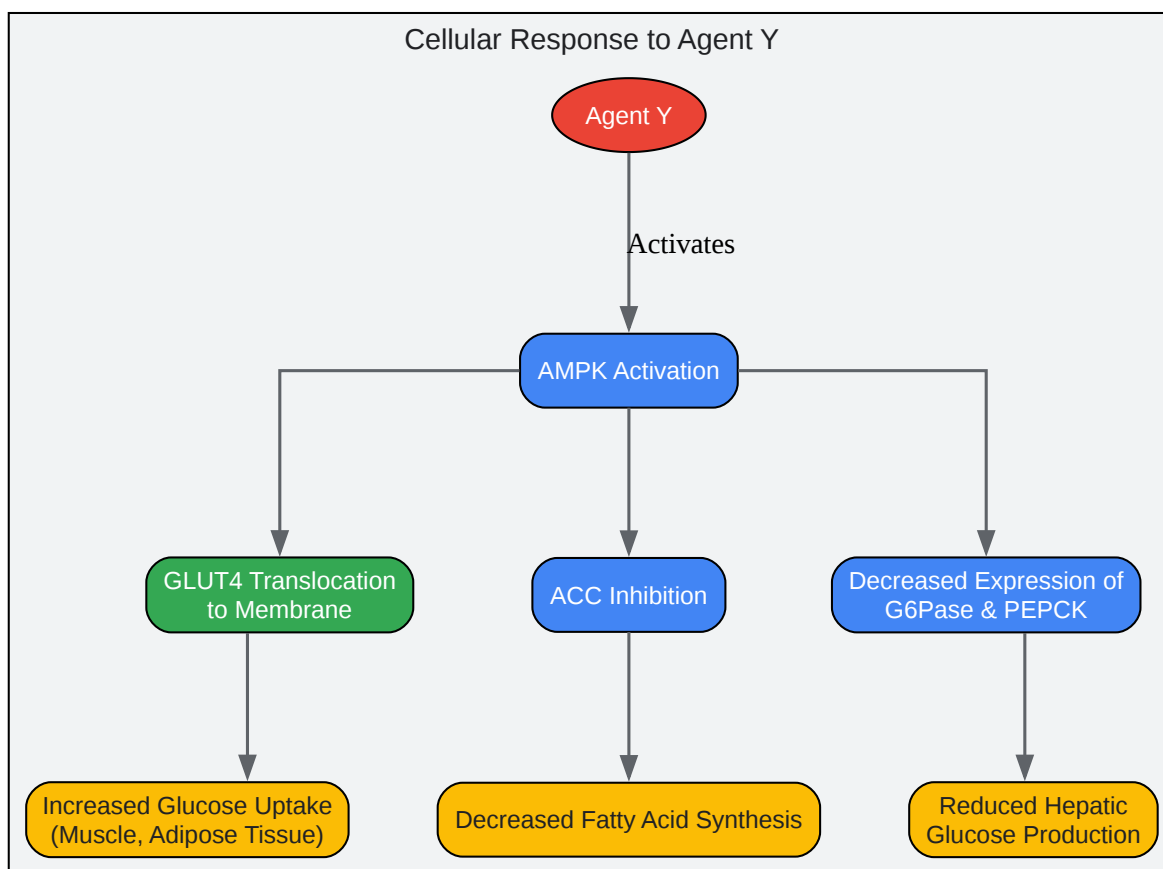 Cellular Response to Agent Y
Agent Y
Activates
AMPK Activation
GLUT4 Translocation
to Membrane
ACC Inhibition
Decreased Expression of
G6Pase & PEPCK
Increased Glucose Uptake
(Muscle, Adipose Tissue)
Decreased Fatty Acid Synthesis
Reduced Hepatic
Glucose Production